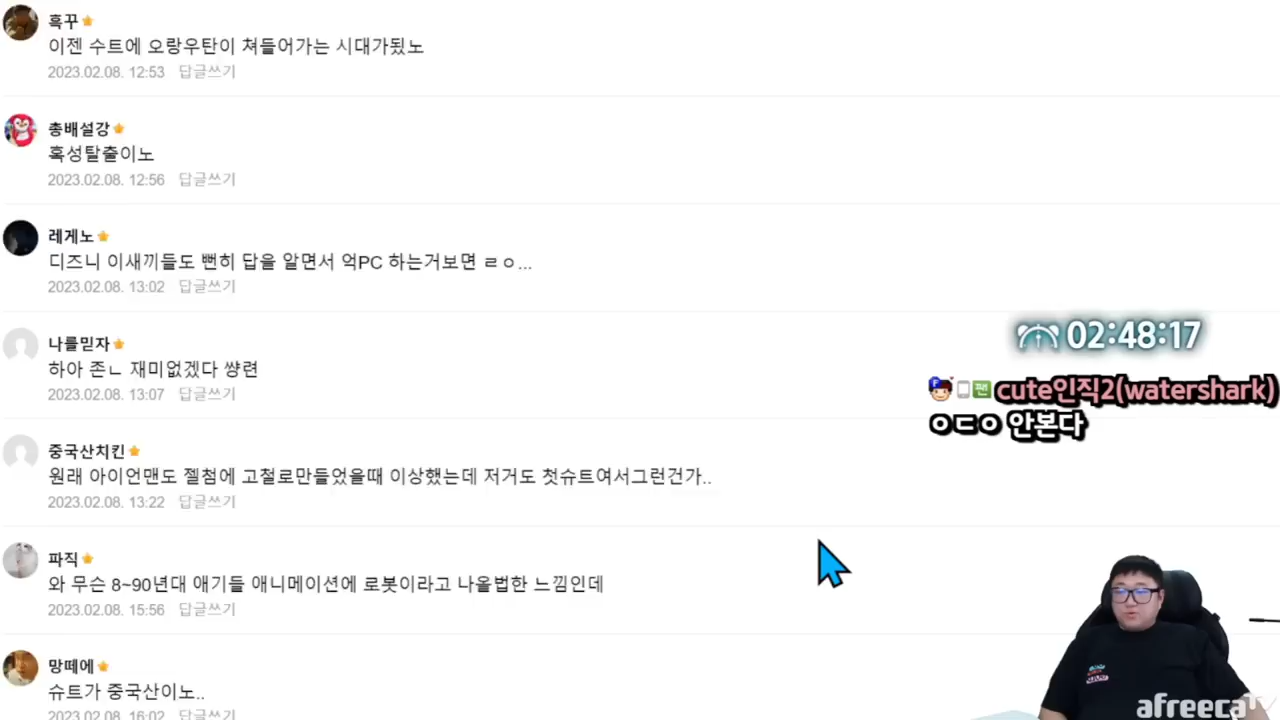 흑꾸
이젠 수트에 오랑우탄이 쳐들어가는 시대가됬노
2023.02.08. 12:53 답글쓰기
총배설강
혹성탈출이노
2023.02.08. 12:56 답글쓰기
레게노
디즈니 이새끼들도 뻔히 답을 알면서 억PC 하는거보면 ㄹㅇ...
2023.02.08. 13:02 답글쓰기
나를믿자
하아 존ㄴ 재미없겠다 썅련
2023.02.08. 13:07 답글쓰기
중국산치킨
원래 아이언맨도 젤첨에 고철로만들었을때 이상했는데 저거도 첫슈트여서그런건가..
2023.02.08. 13:22 답글쓰기
파직
와 무슨 8~90년대 애기들 애니메이션에 로봇이라고 나올법한 느낌인데
2023.02.08. 15:56 답글쓰기
망떼에
슈트가 중국산이노..
2023.02.08. 16:02 답글쓰기
02:48:17
cute인직2(watershark)
ㅇㄷㅇ 안본다
afreecaTV